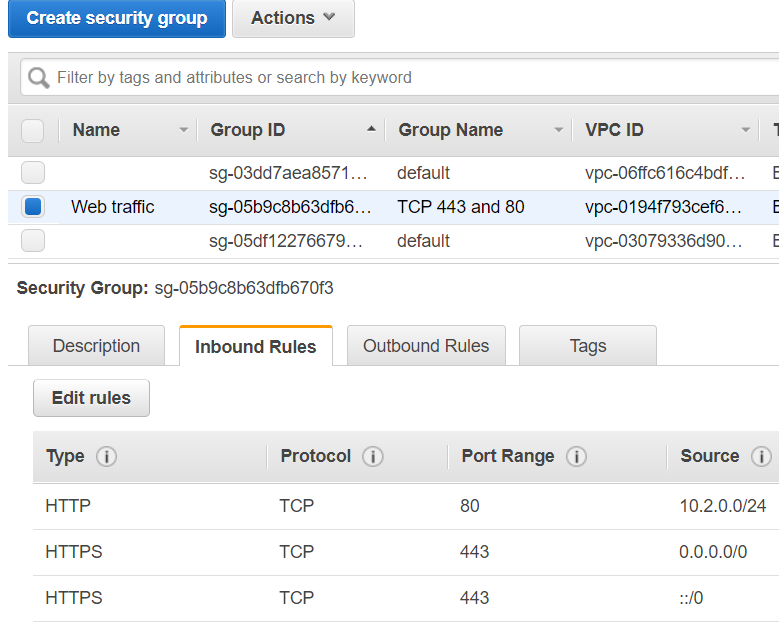 Create security group Actions
Filter by tags and attributes or search by keyword
Name Group ID Group Name VPC ID
sg-03dd7aea8571… default vpc-06ffc616c4bdf…
Web traffic sg-05b9c8b63dfb6… TCP 443 and 80 vpc-0194f793cef6…
sg-05df12276679… default vpc-03079336d90…
Security Group: sg-05b9c8b63dfb670f3
Description Inbound Rules Outbound Rules Tags
Edit rules
Type Protocol Port Range Source
HTTP TCP 80 10.2.0.0/24
HTTPS TCP 443 0.0.0.0/0
HTTPS TCP 443 ::/0